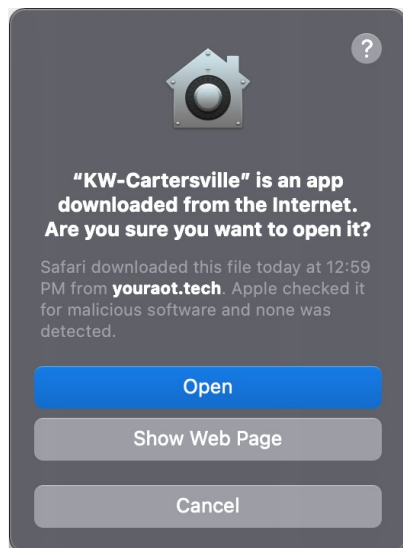 ?
“KW-Cartersville” is an app
downloaded from the Internet.
Are you sure you want to open it?
Safari downloaded this file today at 12:59
PM from youraot.tech. Apple checked it
for malicious software and none was
detected.
Open
Show Web Page
Cancel